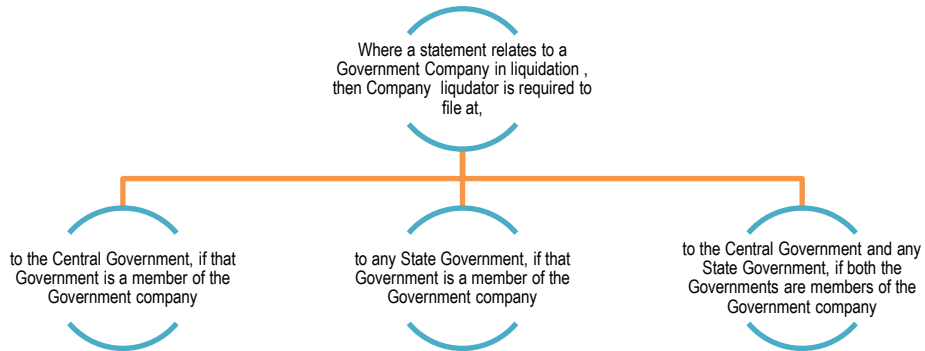 Where a statement relates to a
Government Company in liquidation ,
then Company liqudator is required to
file at,
to the Central Government, if that
Government is a member of the
Government company
to any State Government, if that
Government is a member of the
Government company
to the Central Government and any
State Government, if both the
Governments are members of the
Government company